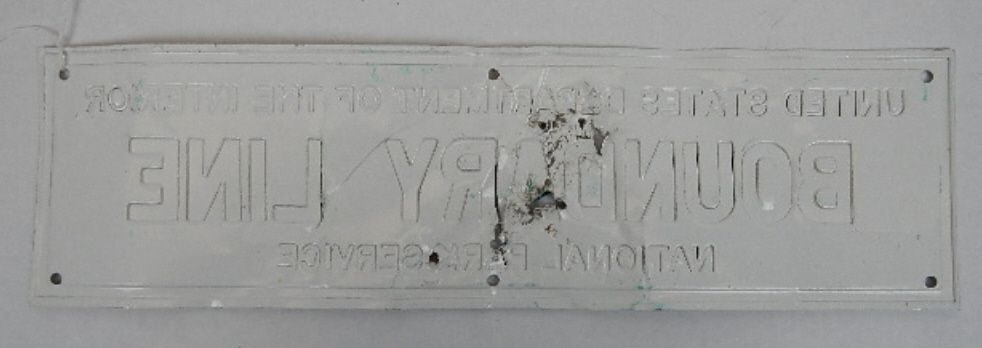 UNITED STATES DEPARTMENT OF THE INTERIOR
BOUNDARY LINE
NATIONAL PARK SERVICE